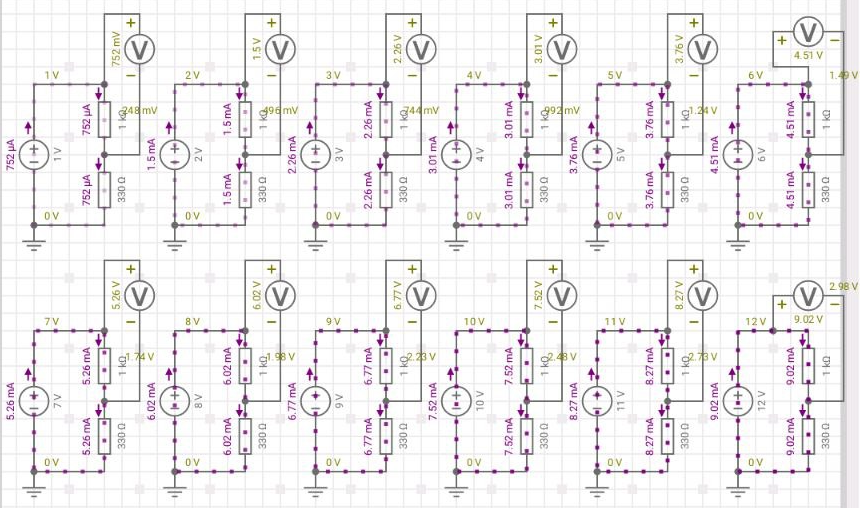 752 mV
+
V
−
1 V
752 µA
1 kΩ
248 mV
752 µA
1 V
752 µA
330 Ω
0 V
1.5 V
+
V
−
2 V
1.5 mA
1 kΩ
496 mV
1.5 mA
2 V
1.5 mA
330 Ω
0 V
2.26 V
+
V
−
3 V
2.26 mA
1 kΩ
744 mV
2.26 mA
3 V
2.26 mA
330 Ω
0 V
3.01 V
+
V
−
4 V
3.01 mA
1 kΩ
992 mV
3.01 mA
4 V
3.01 mA
330 Ω
0 V
3.76 V
+
V
−
5 V
3.76 mA
1 kΩ
1.24 V
3.76 mA
5 V
3.76 mA
330 Ω
0 V
+
V
−
4.51 V
6 V
1.49 V
4.51 mA
1 kΩ
4.51 mA
6 V
4.51 mA
330 Ω
0 V
5.26 V
+
V
−
7 V
5.26 mA
1 kΩ
1.74 V
5.26 mA
7 V
5.26 mA
330 Ω
0 V
6.02 V
+
V
−
8 V
6.02 mA
1 kΩ
1.98 V
6.02 mA
8 V
6.02 mA
330 Ω
0 V
6.77 V
+
V
−
9 V
6.77 mA
1 kΩ
2.23 V
6.77 mA
9 V
6.77 mA
330 Ω
0 V
7.52 V
+
V
−
10 V
7.52 mA
1 kΩ
2.48 V
7.52 mA
10 V
7.52 mA
330 Ω
0 V
8.27 V
+
V
−
11 V
8.27 mA
1 kΩ
2.73 V
8.27 mA
11 V
8.27 mA
330 Ω
0 V
+
V
−
2.98 V
9.02 V
12 V
9.02 mA
1 kΩ
9.02 mA
12 V
9.02 mA
330 Ω
0 V